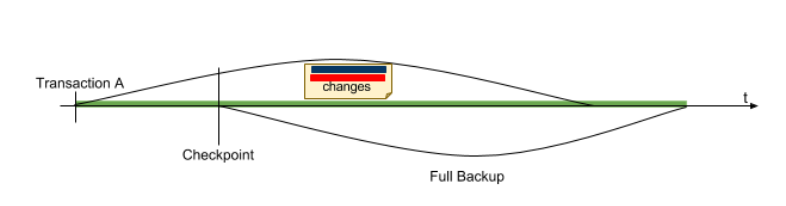 Transaction A
changes
t
Checkpoint
Full Backup